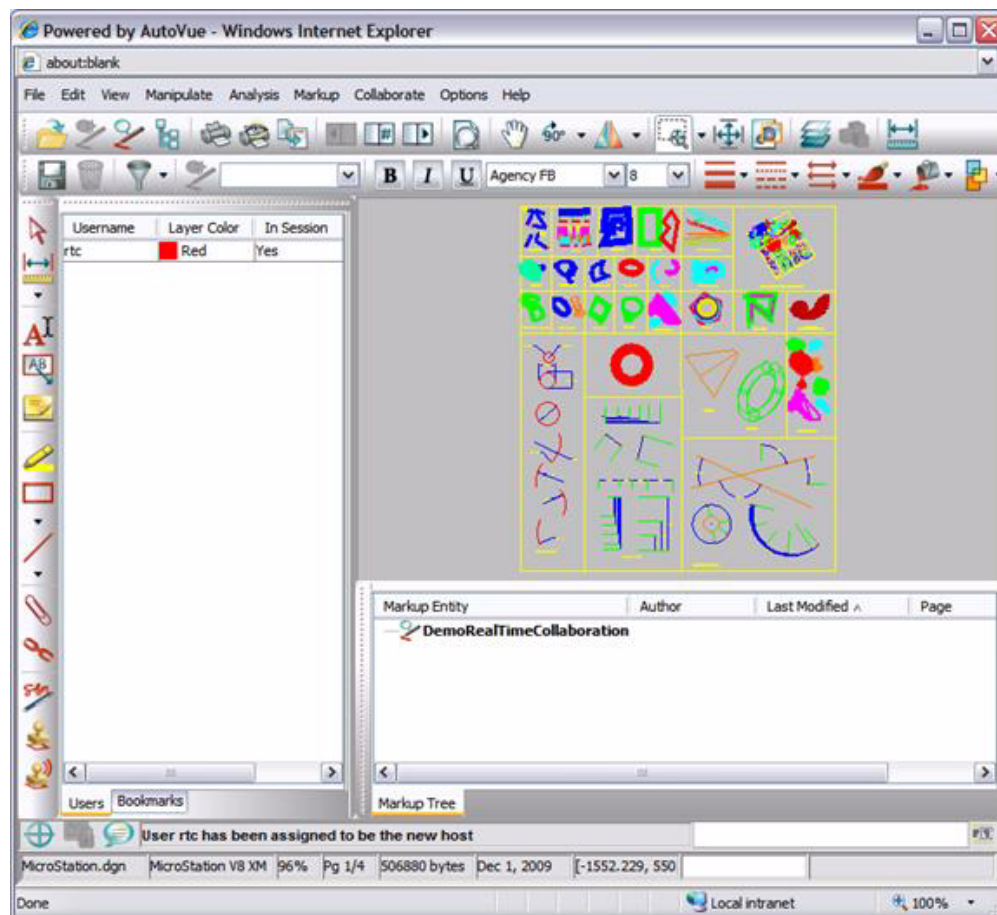 Powered by AutoVue - Windows Internet Explorer
about:blank
File Edit View Manipulate Analysis Markup Collaborate Options Help
90°
B I U Agency FB 8
Username Layer Color In Session
rtc Red Yes
A
AB
Markup Entity Author Last Modified Page
DemoRealTimeCollaboration
Users Bookmarks
Markup Tree
User rtc has been assigned to be the new host
MicroStation.dgn MicroStation V8 XM 96% Pg 1/4 506880 bytes Dec 1, 2009 [-1552.229, 550
Done Local intranet 100%